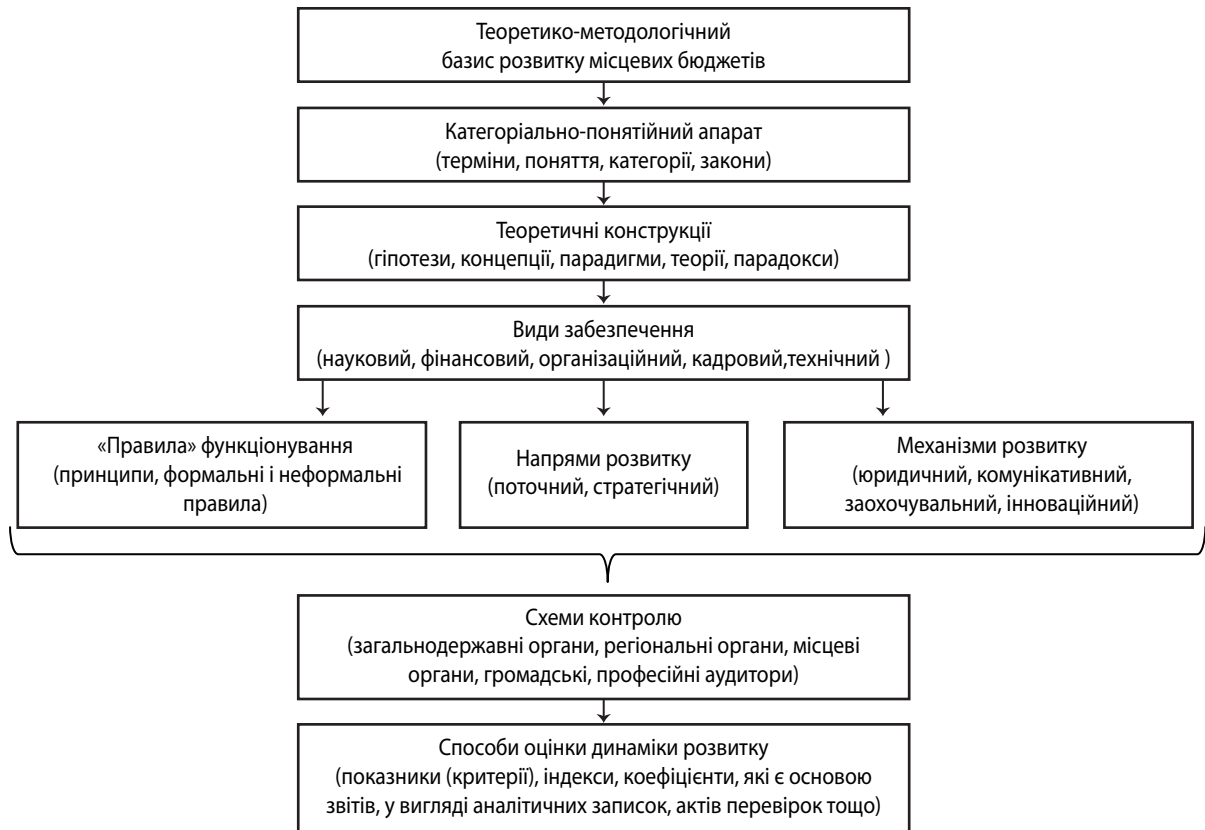 Теоретико-методологічний
базис розвитку місцевих бюджетів
Категоріально-понятійний апарат
(терміни, поняття, категорії, закони)
Теоретичні конструкції
(гіпотези, концепції, парадигми, теорії, парадокси)
Види забезпечення
(науковий, фінансовий, організаційний, кадровий,технічний )
«Правила» функціонування
(принципи, формальні і неформальні
правила)
Напрями розвитку
(поточний, стратегічний)
Механізми розвитку
(юридичний, комунікативний,
заохочувальний, інноваційний)
Схеми контролю
(загальнодержавні органи, регіональні органи, місцеві
органи, громадські, професійні аудитори)
Способи оцінки динаміки розвитку
(показники (критерії), індекси, коефіцієнти, які є основою
звітів, у вигляді аналітичних записок, актів перевірок тощо)